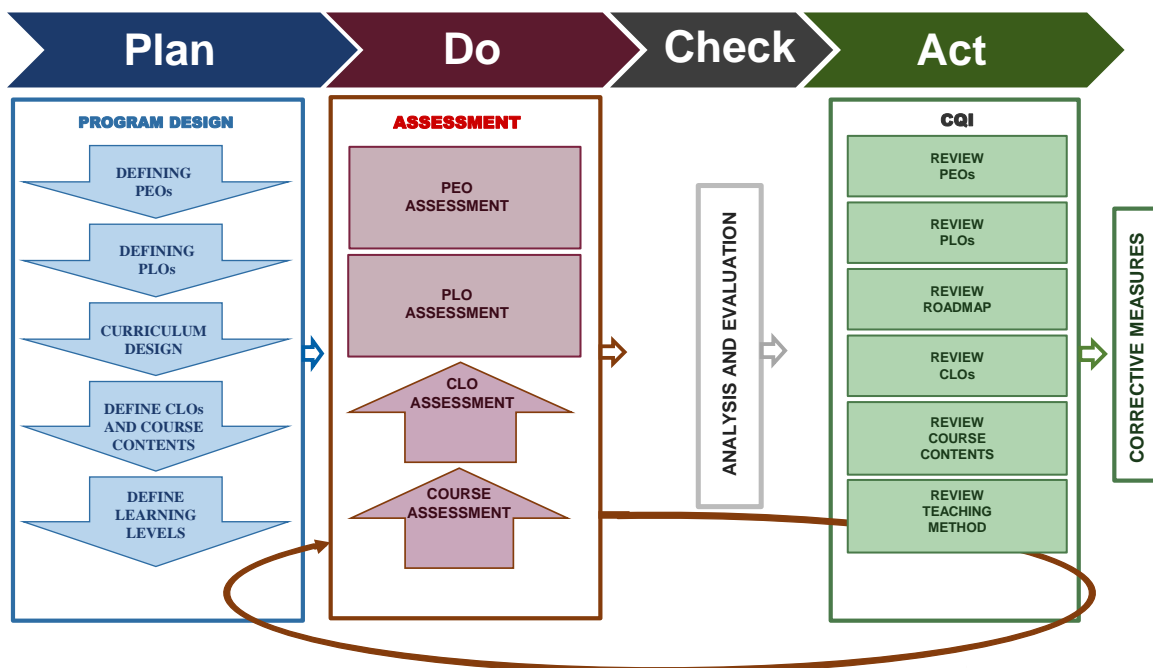 Plan
Do
Check
Act
PROGRAM DESIGN
DEFINING
PEOs
DEFINING
PLOs
CURRICULUM
DESIGN
DEFINE CLOs
AND COURSE
CONTENTS
DEFINE
LEARNING
LEVELS
ASSESSMENT
PEO
ASSESSMENT
PLO
ASSESSMENT
CLO
ASSESSMENT
COURSE
ASSESSMENT
ANALYSIS AND EVALUATION
CQI
REVIEW
PEOs
REVIEW
PLOs
REVIEW
ROADMAP
REVIEW
CLOs
REVIEW
COURSE
CONTENTS
REVIEW
TEACHING
METHOD
CORRECTIVE MEASURES